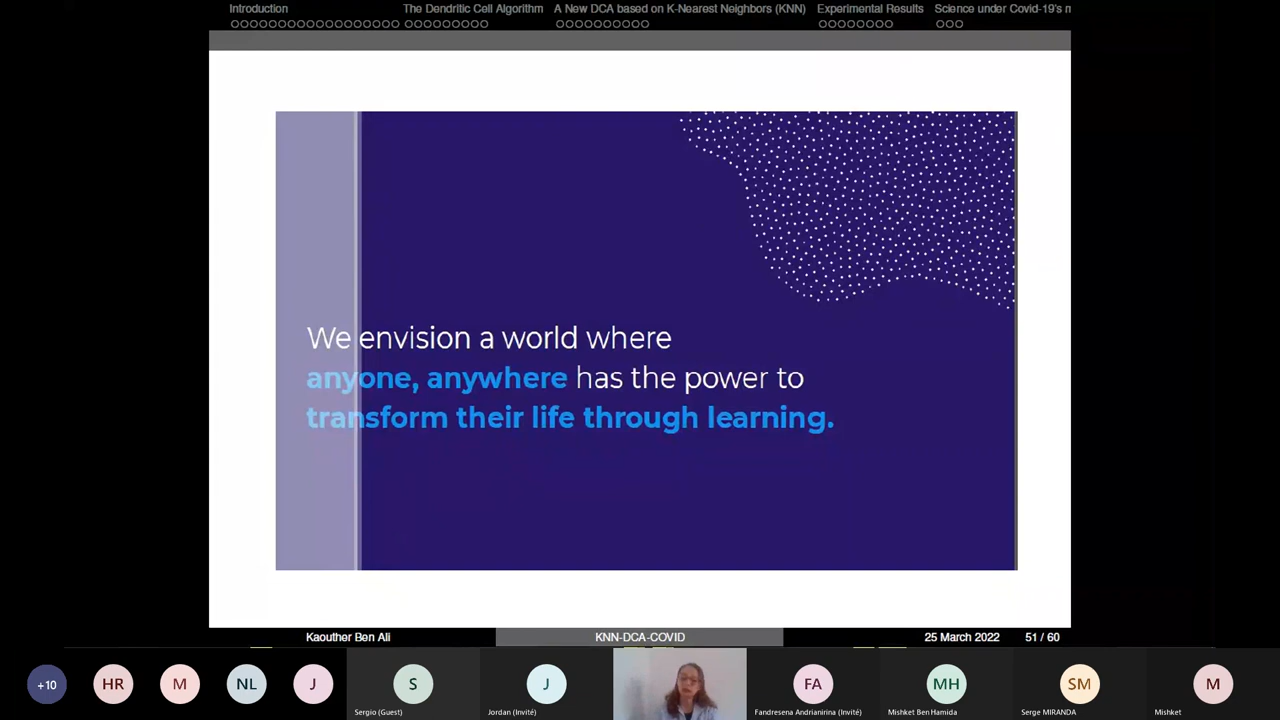 Introduction
The Dendritic Cell Algorithm
A New DCA based on K-Nearest Neighbors (KNN)
Experimental Results
Science under Covid-19's m
We envision a world where
anyone, anywhere has the power to
transform their life through learning.
Kaouther Ben Ali
KNN-DCA-COVID
25 March 2022
51 / 60
+10
HR
M
NL
J
S
Sergio (Guest)
J
Jordan (Invité)
FA
Fandresena Andrianirina (Invité)
MH
Mishket Ben Hamida
SM
Serge MIRANDA
M
Mishket